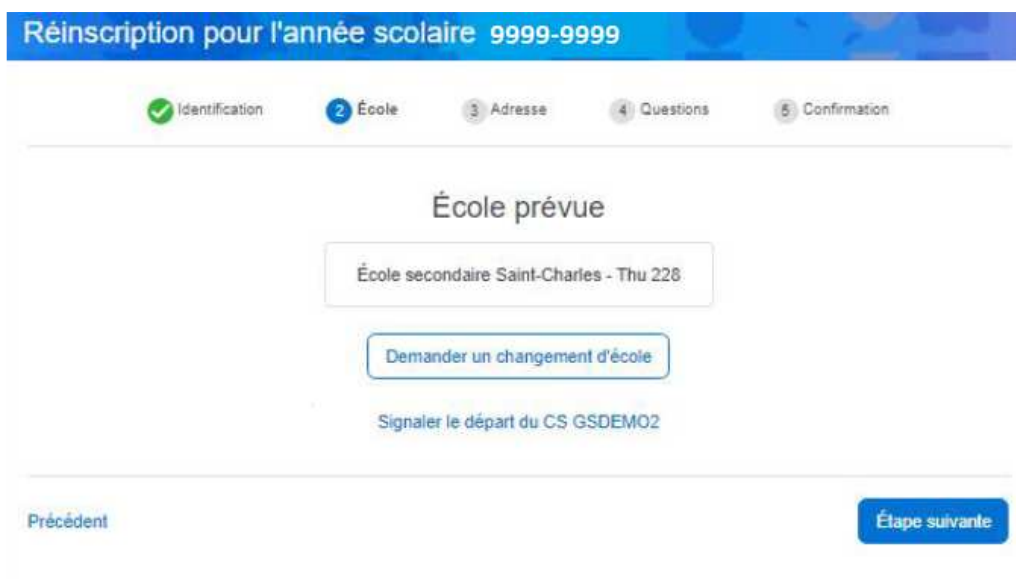 Réinscription pour l'année scolaire 9999-9999
Identification 2 École 3 Adresse 4 Questions 5 Confirmation
École prévue
École secondaire Saint-Charles - Thu 228
Demander un changement d'école
Signaler le départ du CS GSDEMO2
Précédent Étape suivante